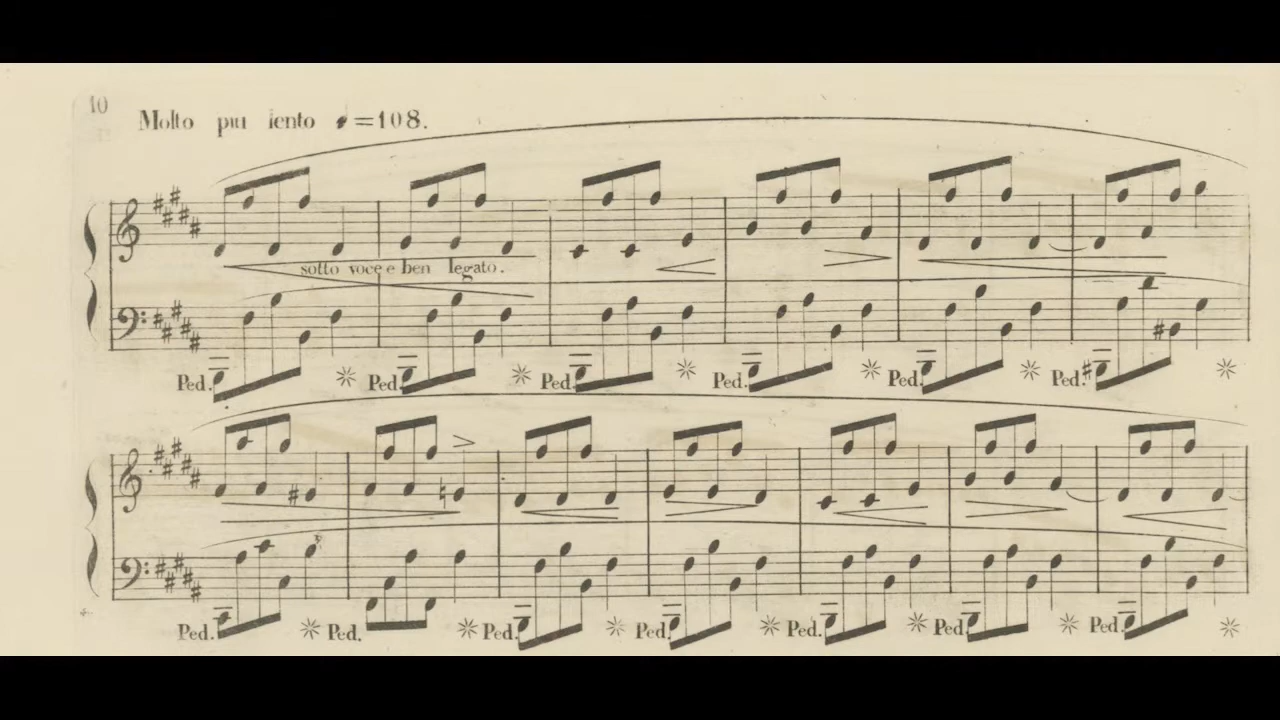 10
Molto piu lento = 108.
sotto voce e ben legato.
Ped. Ped. Ped. Ped. Ped. Ped.
Ped. Ped. Ped. Ped. Ped. Ped. Ped.